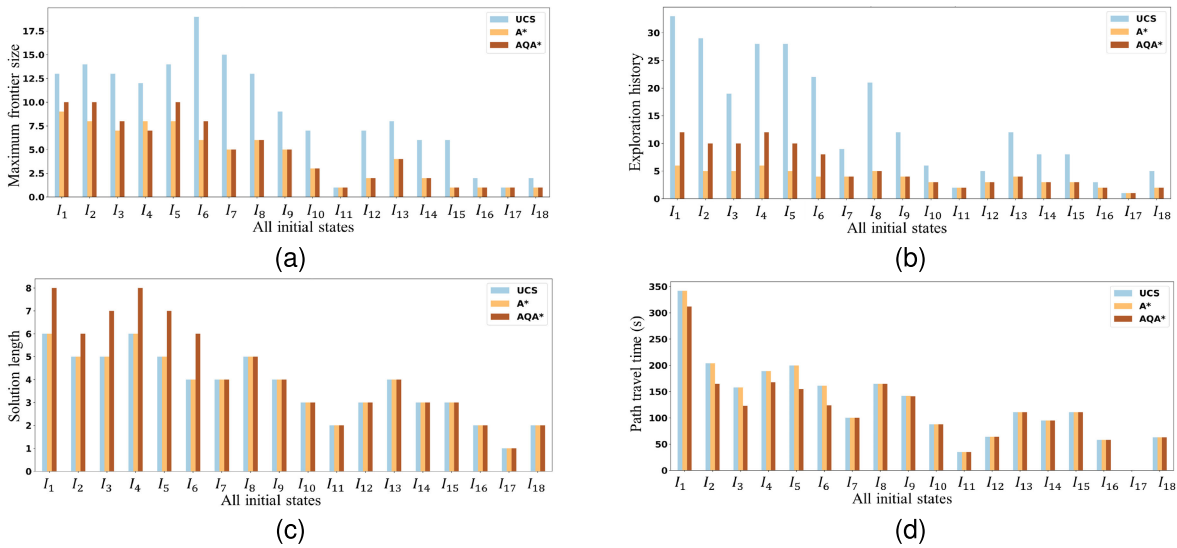 Maximum frontier size
17.5
15.0
12.5
10.0
7.5
5.0
2.5
0.0
UCS
A*
AQA*
I₁ I₂ I₃ I₄ I₅ I₆ I₇ I₈ I₉ I₁₀ I₁₁ I₁₂ I₁₃ I₁₄ I₁₅ I₁₆ I₁₇ I₁₈
All initial states
(a)
Exploration history
30
25
20
15
10
5
0
UCS
A*
AQA*
I₁ I₂ I₃ I₄ I₅ I₆ I₇ I₈ I₉ I₁₀ I₁₁ I₁₂ I₁₃ I₁₄ I₁₅ I₁₆ I₁₇ I₁₈
All initial states
(b)
Solution length
8
7
6
5
4
3
2
1
0
UCS
A*
AQA*
I₁ I₂ I₃ I₄ I₅ I₆ I₇ I₈ I₉ I₁₀ I₁₁ I₁₂ I₁₃ I₁₄ I₁₅ I₁₆ I₁₇ I₁₈
All initial states
(c)
Path travel time (s)
350
300
250
200
150
100
50
0
UCS
A*
AQA*
I₁ I₂ I₃ I₄ I₅ I₆ I₇ I₈ I₉ I₁₀ I₁₁ I₁₂ I₁₃ I₁₄ I₁₅ I₁₆ I₁₇ I₁₈
All initial states
(d)